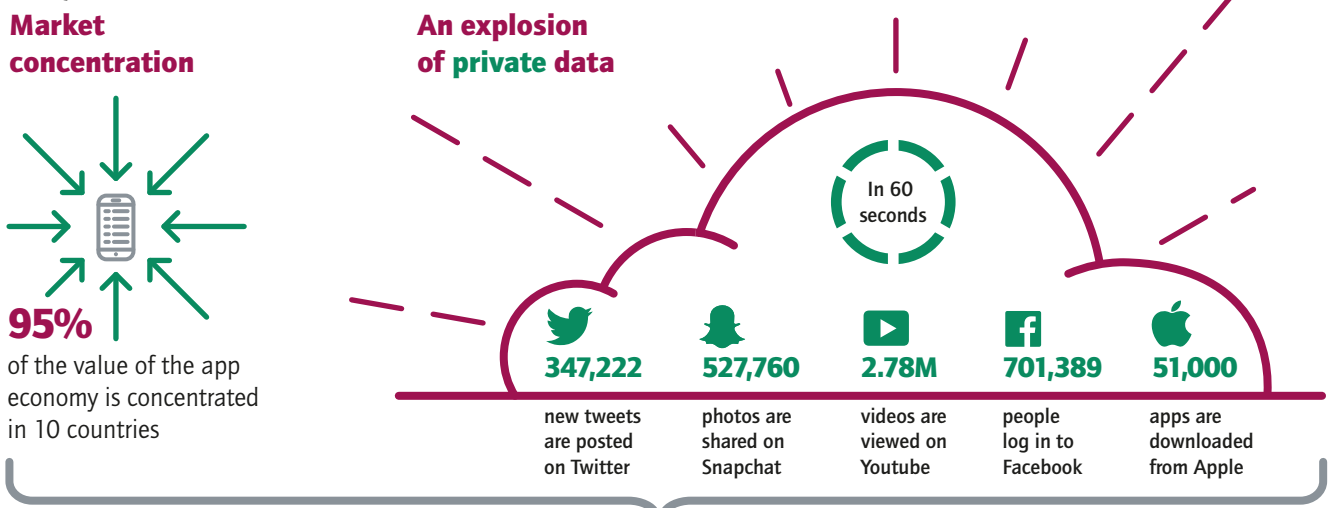 Market
concentration
95%
of the value of the app
economy is concentrated
in 10 countries
An explosion
of private data
In 60
seconds
347,222
new tweets
are posted
on Twitter
527,760
photos are
shared on
Snapchat
2.78M
videos are
viewed on
Youtube
701,389
people
log in to
Facebook
51,000
apps are
downloaded
from Apple